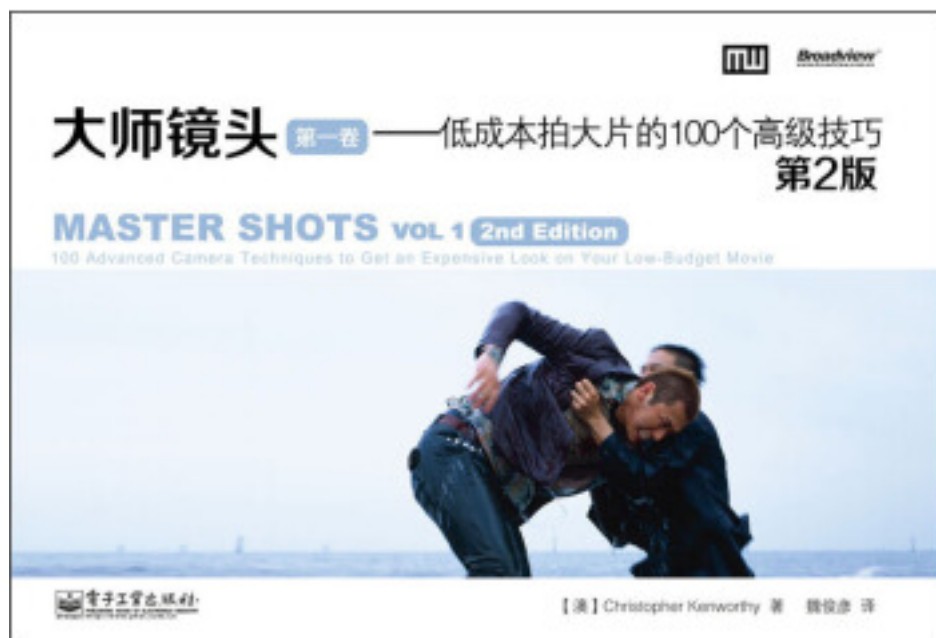 Broadview
大师镜头 第一卷 ——低成本拍大片的100个高级技巧
第2版
MASTER SHOTS VOL 1 2nd Edition
100 Advanced Camera Techniques to Get an Expensive Look on Your Low-Budget Movie
电子工业出版社·
【澳】Christopher Kenworthy 著 魏俊彦 译